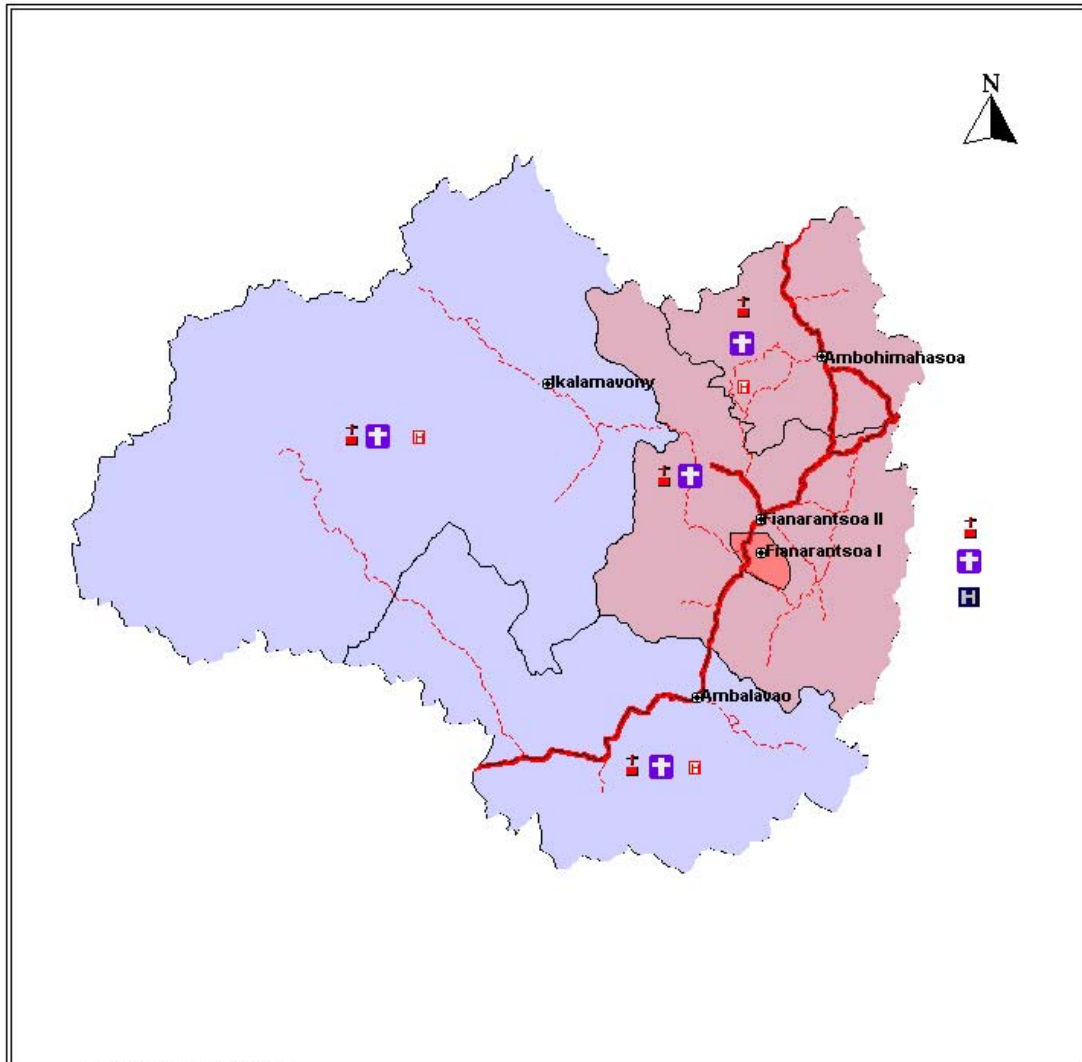 N
Ambohimahasoa
Ikalamavony
H
H
Fianarantsoa II
Fianarantsoa I
H
Ambalavao
H